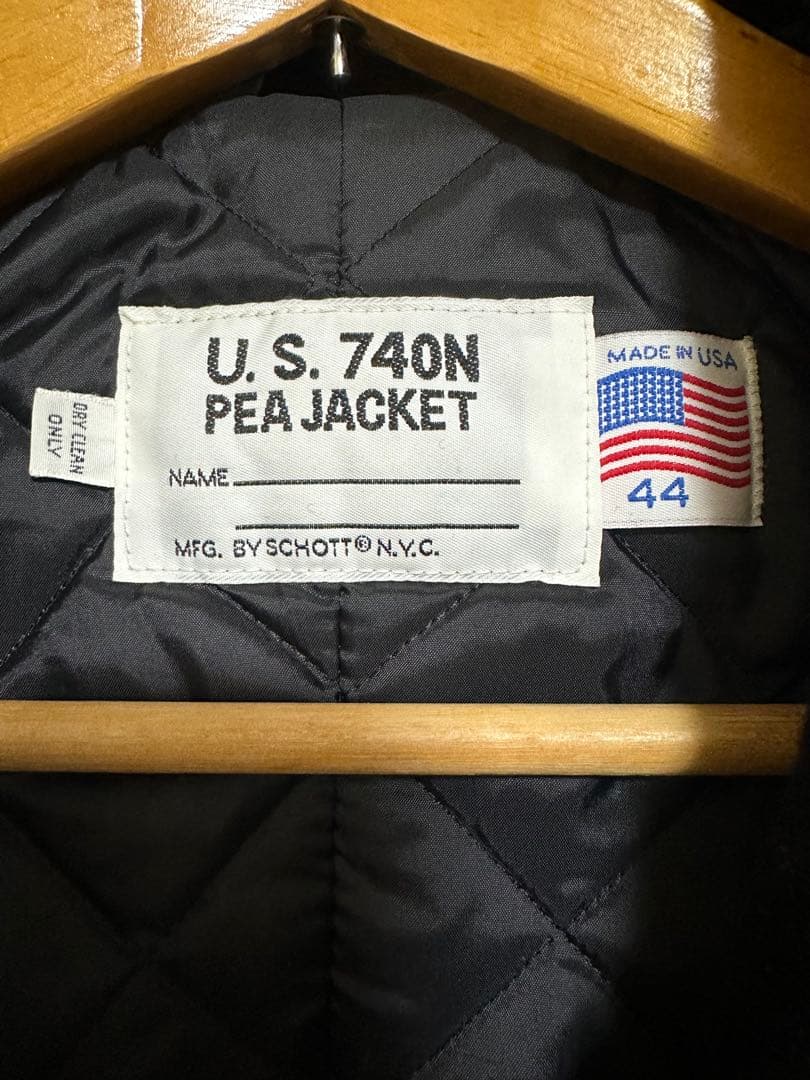 U. S. 740N
PEA JACKET
NAME
MFG. BY SCHOTT® N.Y.C.
DRY CLEAN
ONLY
MADE IN USA
44